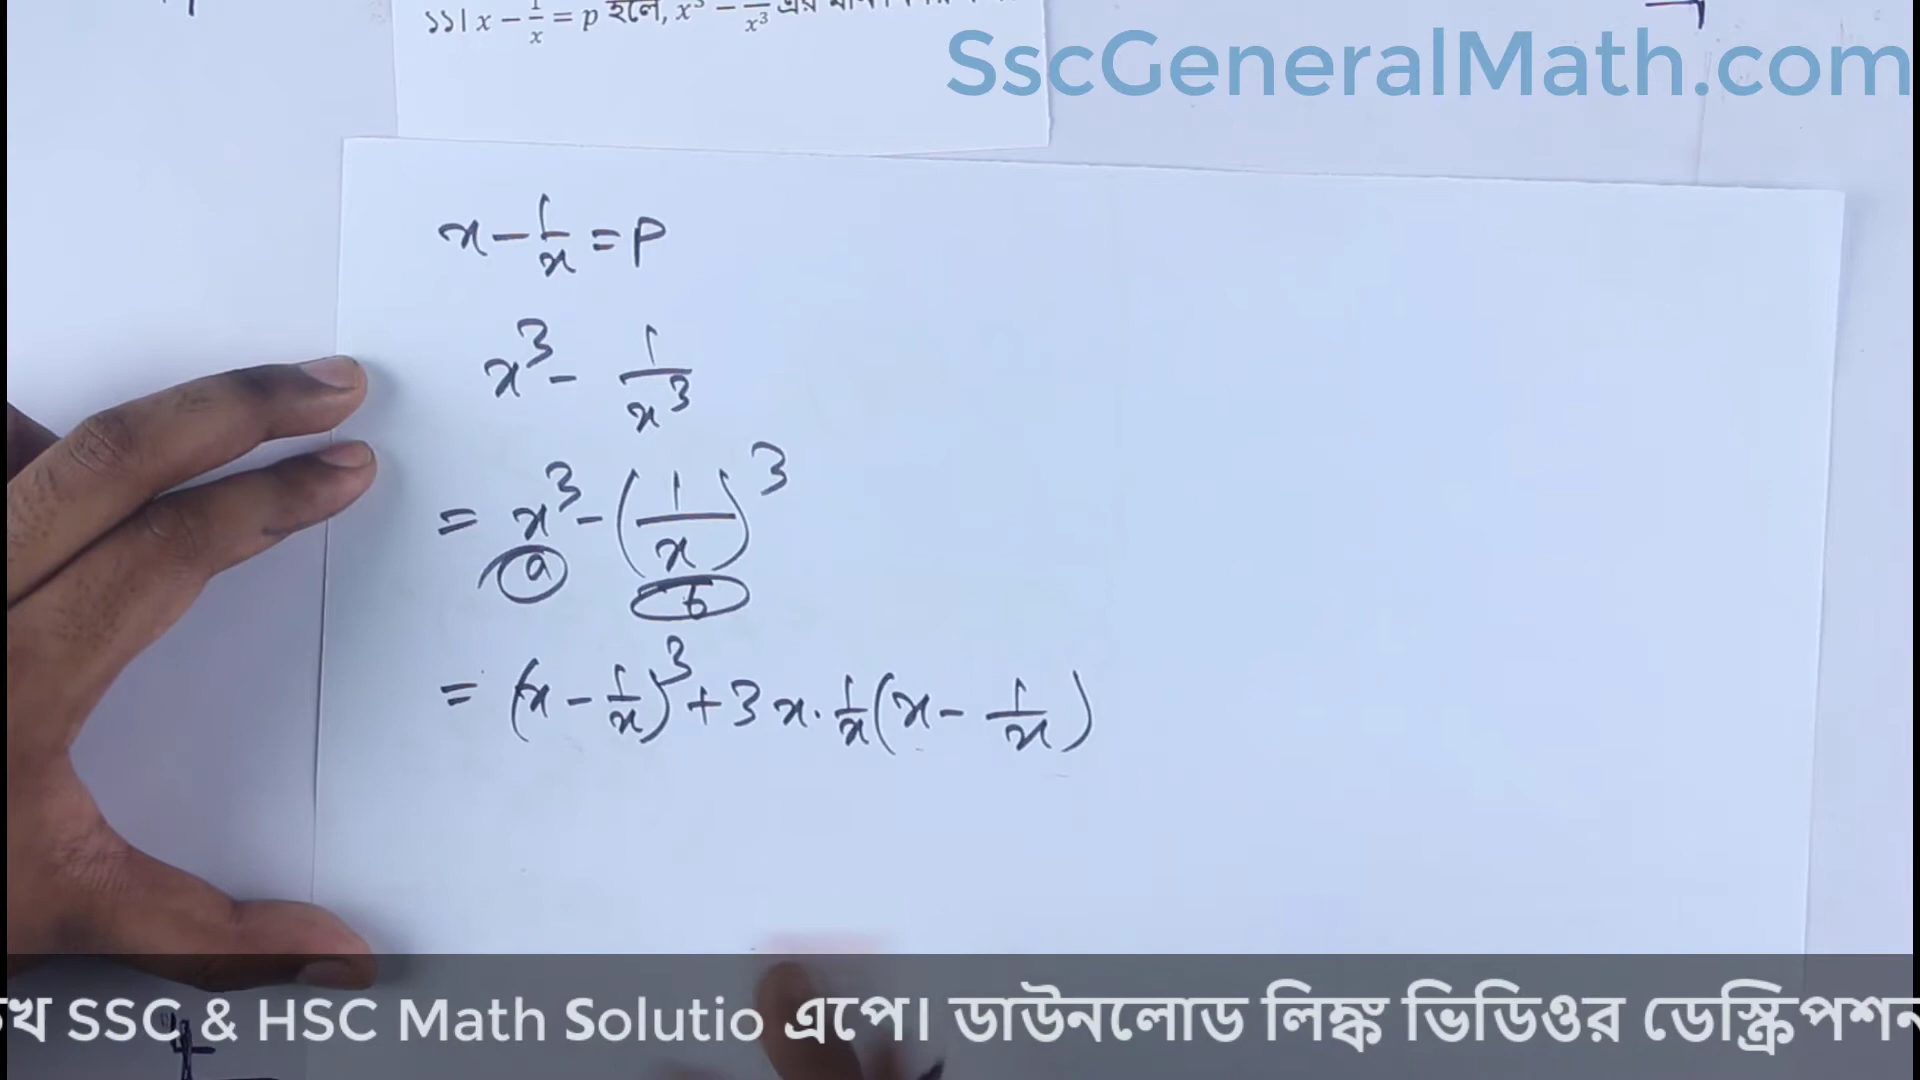 ১১। x - 1/x = p হলে, x³ - 1/x³ এর
SscGeneralMath.com
x - 1/x = P
x³ - 1/x³
= x³ - (1/x)³
a b
= (x - 1/x)³ + 3x. 1/x (x - 1/x)
SSC & HSC Math Solutio এপে। ডাউনলোড লিঙ্ক ভিডিওর ডেস্ক্রিপশন